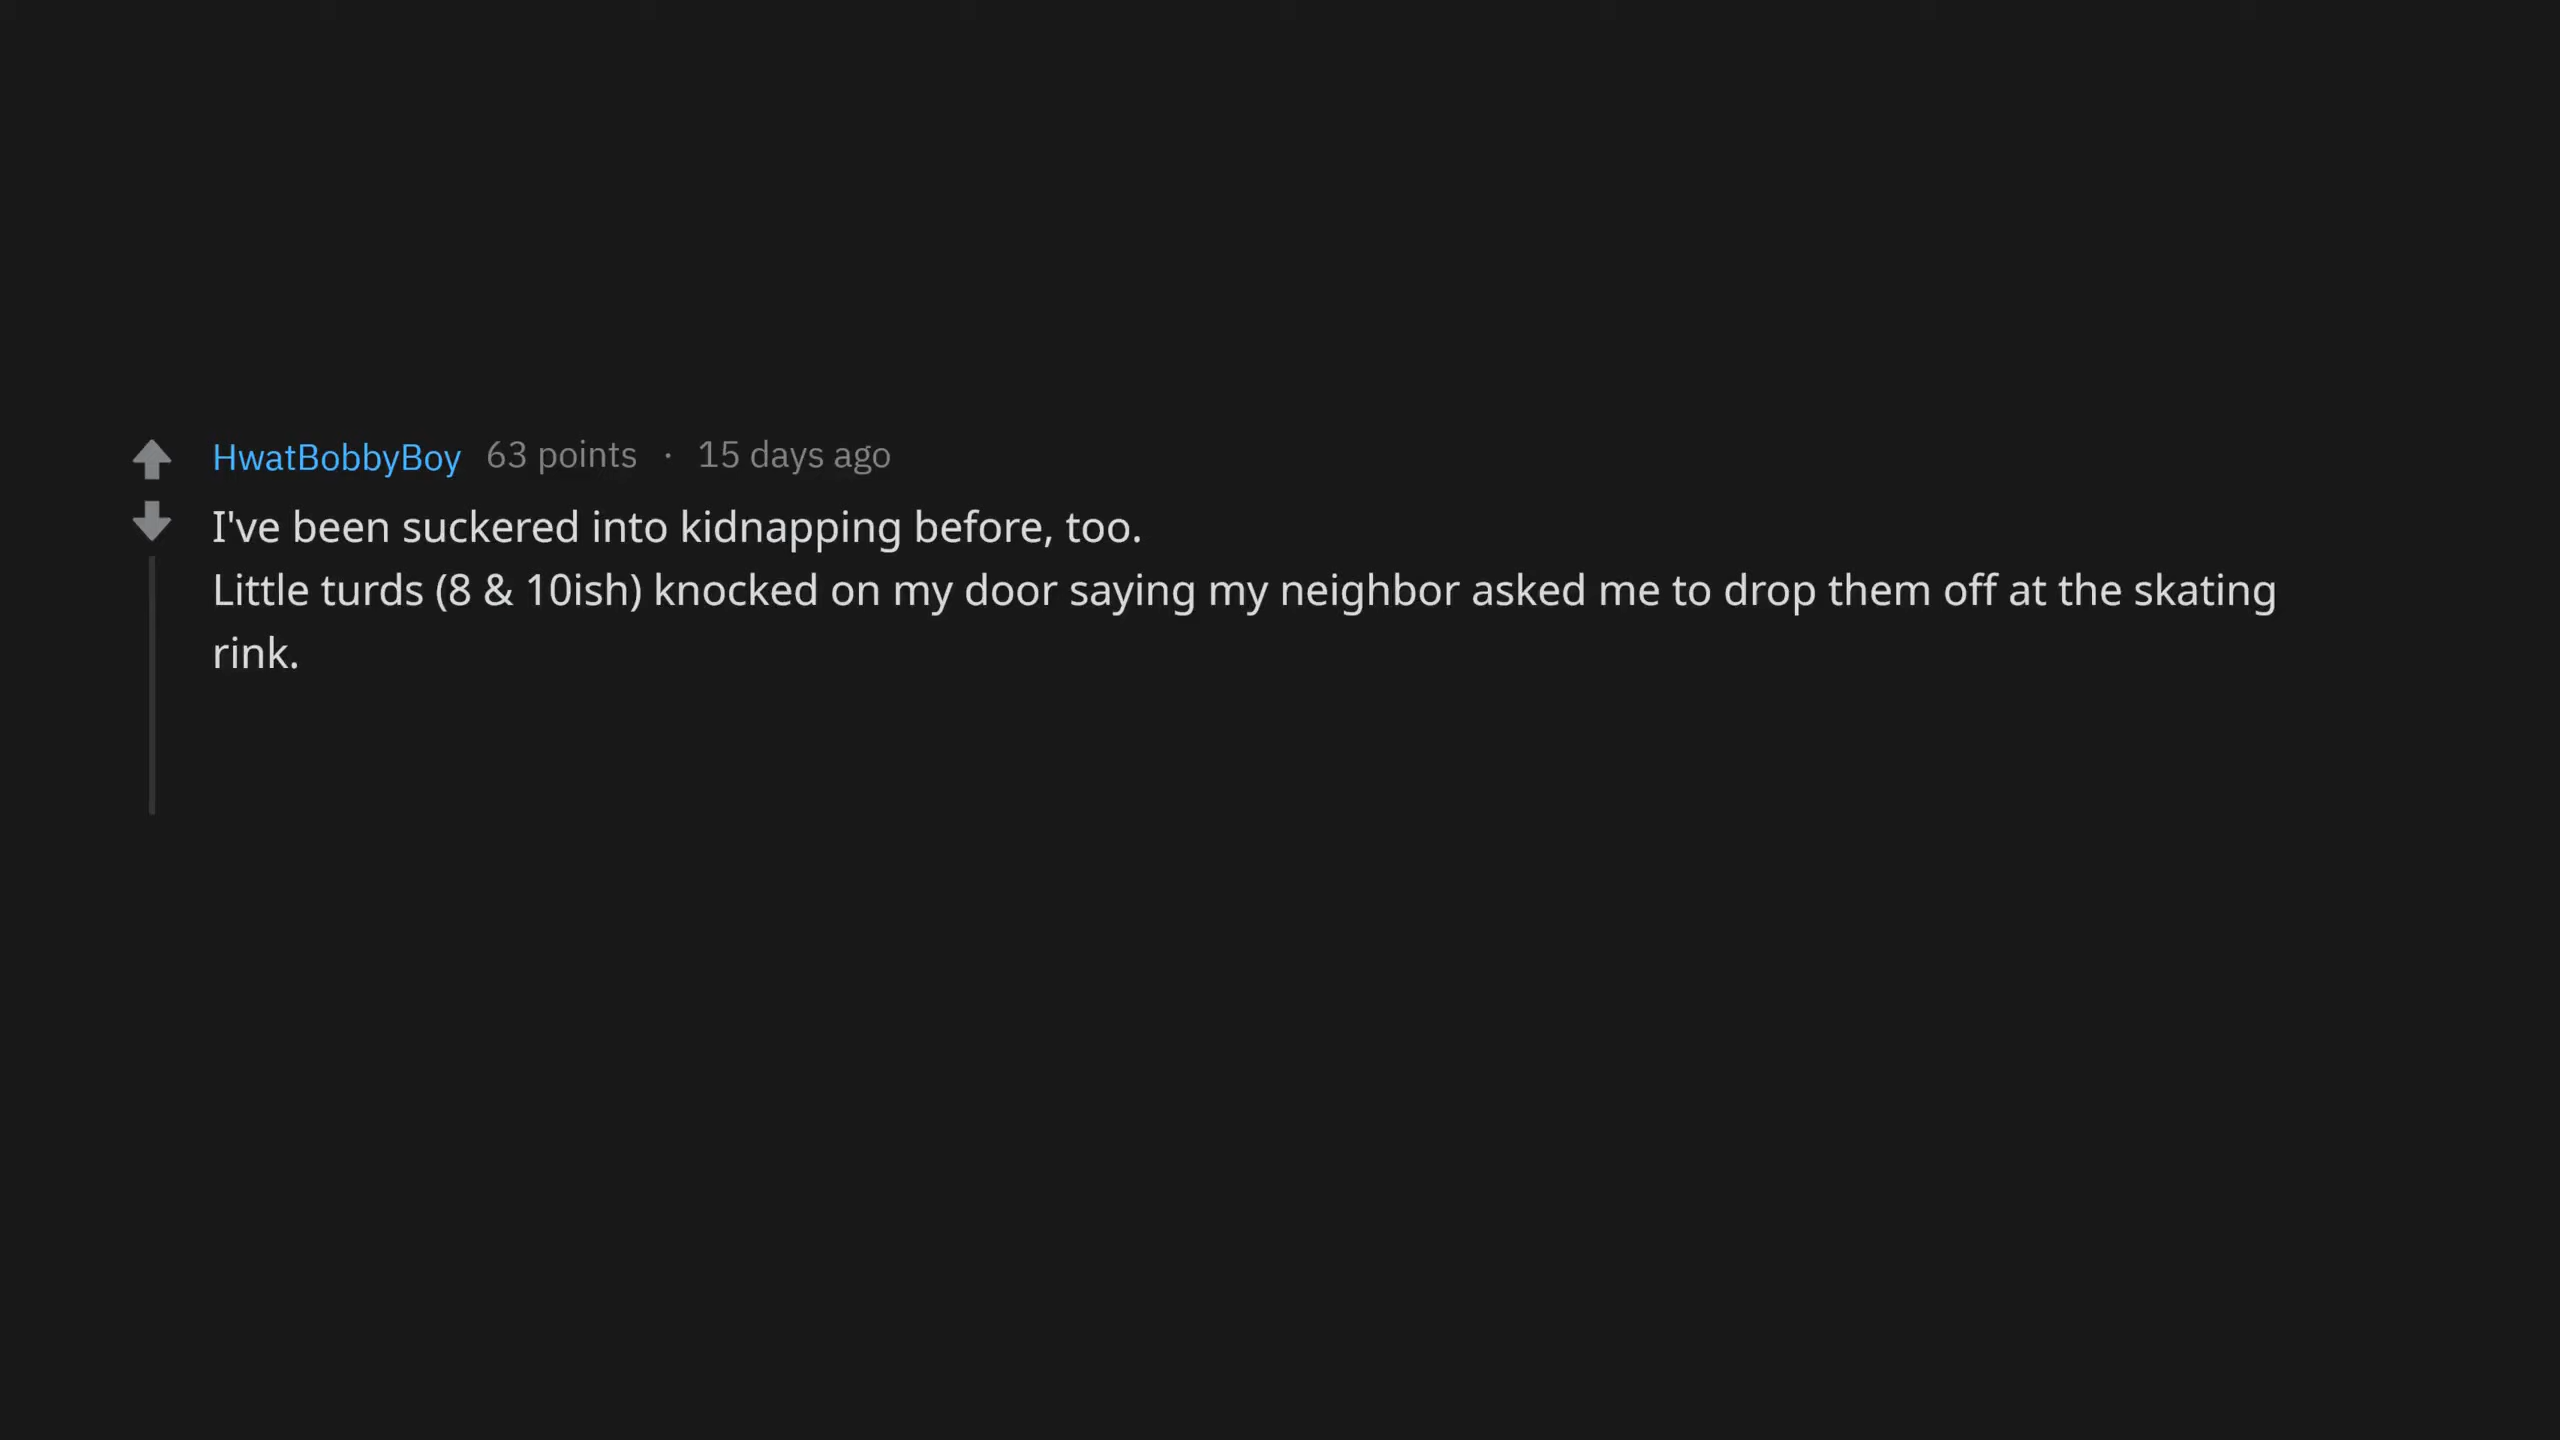 HwatBobbyBoy 63 points · 15 days ago
I've been suckered into kidnapping before, too.
Little turds (8 & 10ish) knocked on my door saying my neighbor asked me to drop them off at the skating
rink.